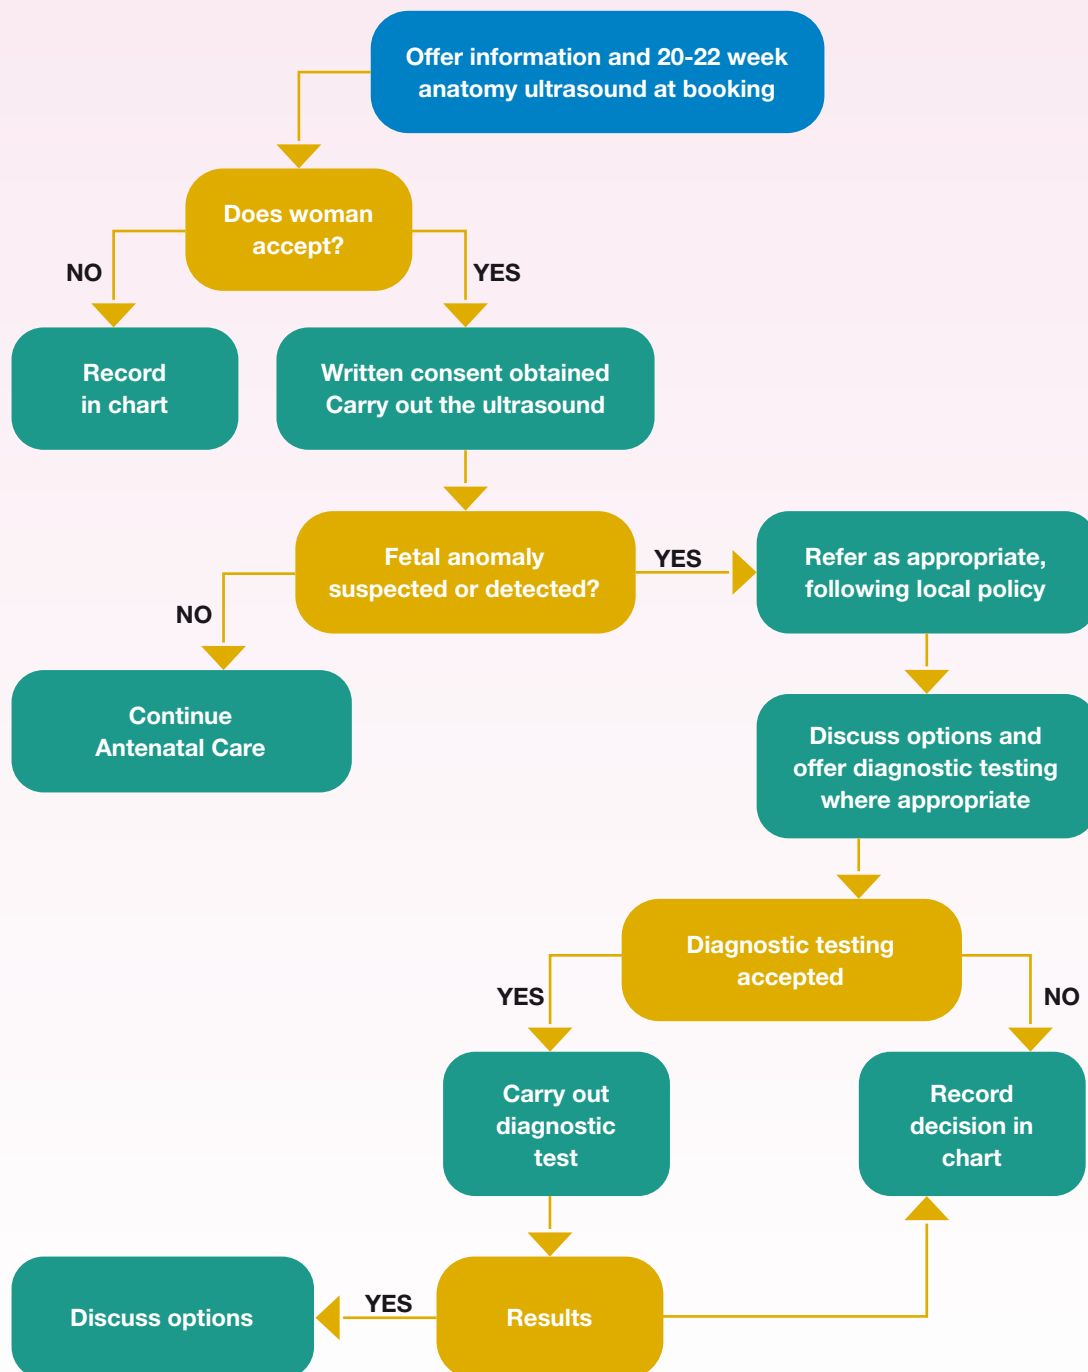 Offer information and 20-22 week
anatomy ultrasound at booking
Does woman
accept?
NO
YES
Record
in chart
Written consent obtained
Carry out the ultrasound
Fetal anomaly
suspected or detected?
YES
Refer as appropriate,
following local policy
NO
Continue
Antenatal Care
Discuss options and
offer diagnostic testing
where appropriate
Diagnostic testing
accepted
YES
NO
Carry out
diagnostic
test
Record
decision in
chart
Discuss options
YES
Results